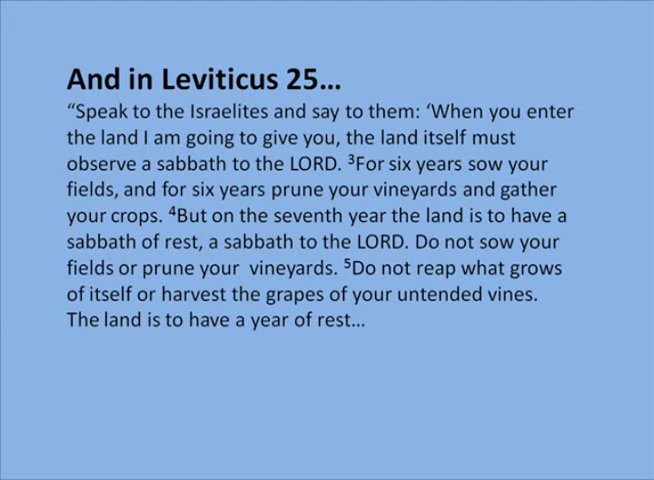 And in Leviticus 25…
“Speak to the Israelites and say to them: ‘When you enter
the land I am going to give you, the land itself must
observe a sabbath to the LORD. ³For six years sow your
fields, and for six years prune your vineyards and gather
your crops. ⁴But on the seventh year the land is to have a
sabbath of rest, a sabbath to the LORD. Do not sow your
fields or prune your  vineyards. ⁵Do not reap what grows
of itself or harvest the grapes of your untended vines.
The land is to have a year of rest…